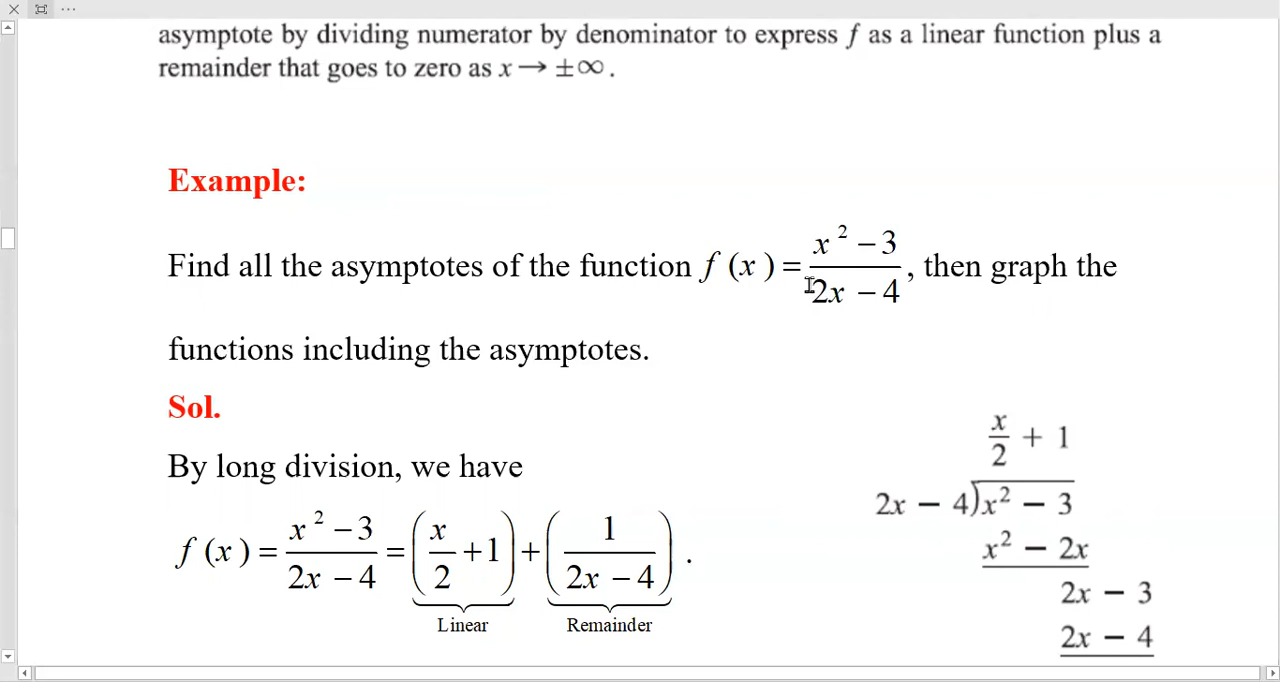 asymptote by dividing numerator by denominator to express f as a linear function plus a
remainder that goes to zero as x → ±∞.
Example:
Find all the asymptotes of the function f (x) = (x² − 3)/(2x − 4), then graph the
functions including the asymptotes.
Sol.
By long division, we have
f (x) = (x² − 3)/(2x − 4) = (x/2 + 1) + (1/(2x − 4)).
Linear Remainder
x/2 + 1
2x − 4)x² − 3
x² − 2x
2x − 3
2x − 4